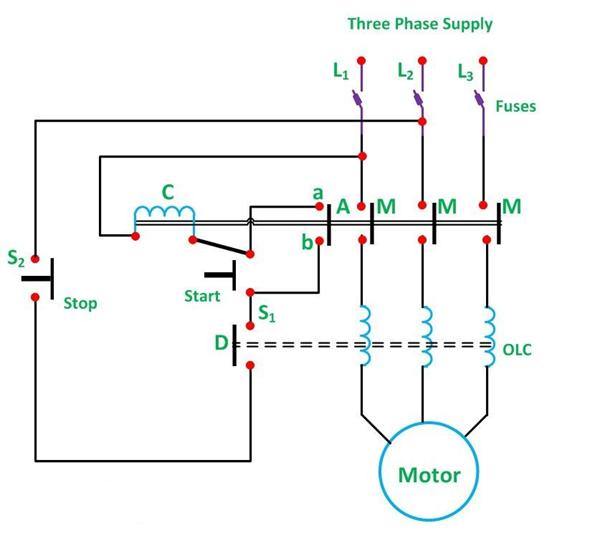 Three Phase Supply
L1 L2 L3
Fuses
C a A M M M
b
S2
Stop
Start
S1
D
OLC
Motor